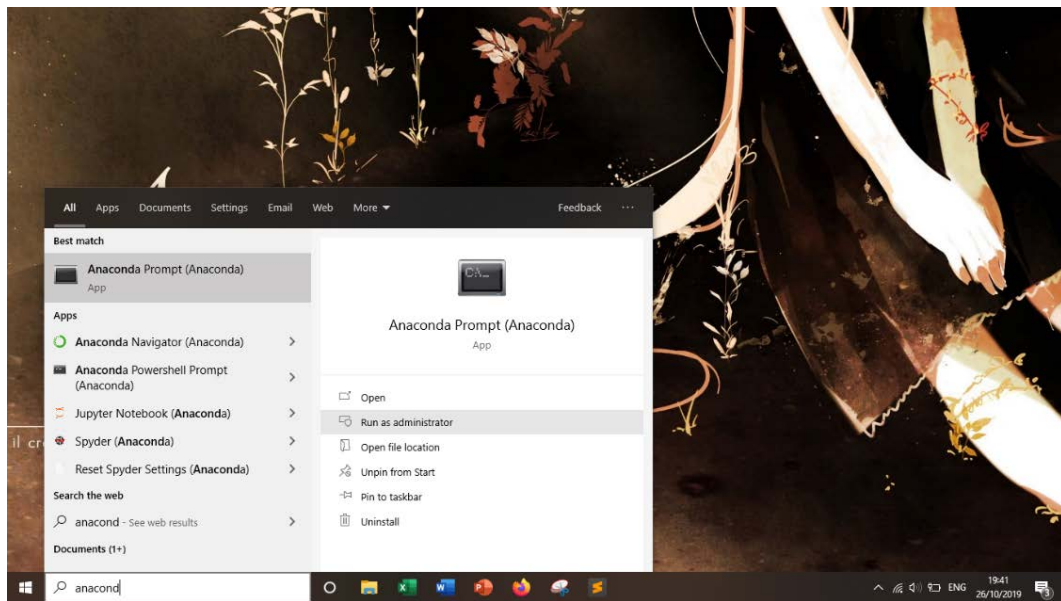 All Apps Documents Settings Email Web More Feedback ...
Best match
Anaconda Prompt (Anaconda)
App
Apps
Anaconda Navigator (Anaconda)
Anaconda Powershell Prompt
(Anaconda)
Jupyter Notebook (Anaconda)
Spyder (Anaconda)
Reset Spyder Settings (Anaconda)
Search the web
anacond - See web results
Documents (1+)
C:\_
Anaconda Prompt (Anaconda)
App
Open
Run as administrator
Open file location
Unpin from Start
Pin to taskbar
Uninstall
il
anacond
ENG
19:41
26/10/2019
3